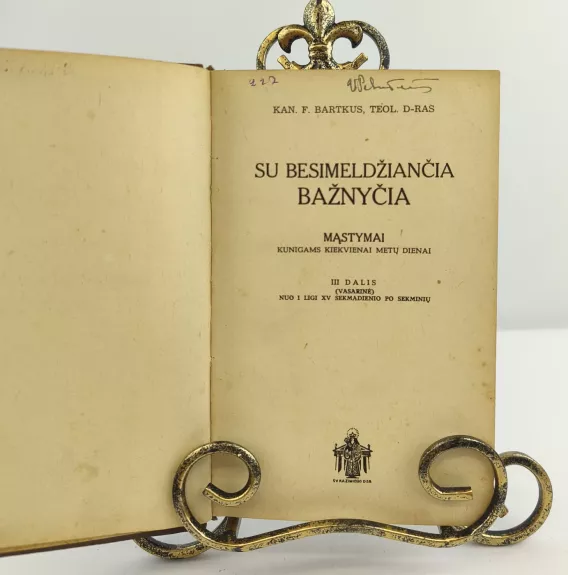 222
KAN. F. BARTKUS, TEOL. D-RAS
SU BESIMELDŽIANČIA
BAŽNYČIA
MĄSTYMAI
KUNIGAMS KIEKVIENAI METŲ DIENAI
III DALIS
(VASARINĖ)
NUO I LIGI XV SEKMADIENIO PO SEKMINIŲ